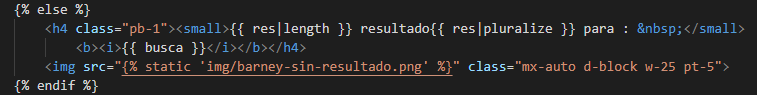 {% else %}
<h4 class="pb-1"><small>{{ res|length }} resultado{{ res|pluralize }} para : &nbsp;</small>
<b><i>{{ busca }}</i></b></h4>
<img src="{% static 'img/barney-sin-resultado.png' %}" class="mx-auto d-block w-25 pt-5">
{% endif %}